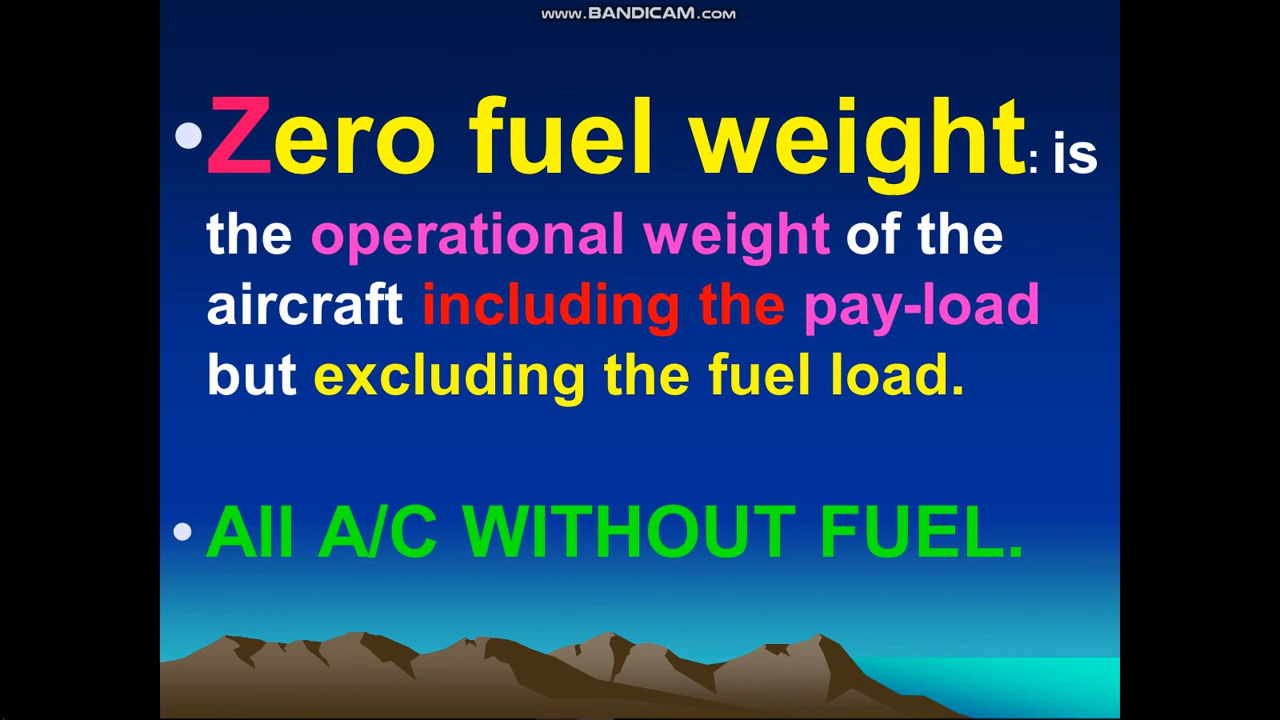 www.BANDICAM.com
•Zero fuel weight: is
the operational weight of the
aircraft including the pay-load
but excluding the fuel load.
• All A/C WITHOUT FUEL.